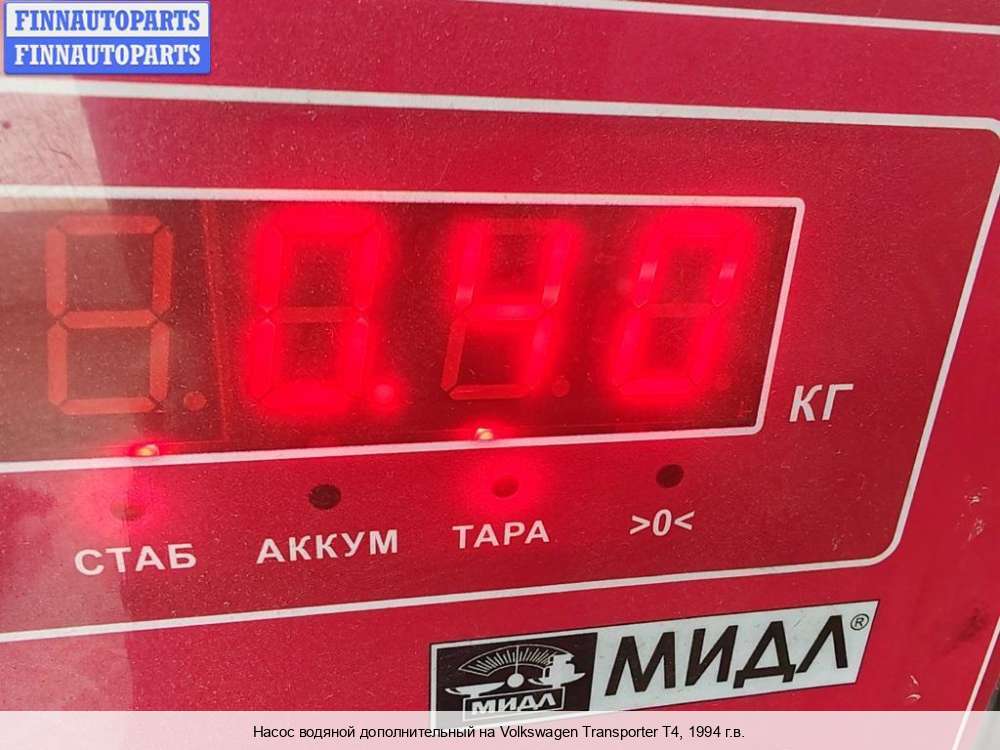 FINNAUTOPARTS
FINNAUTOPARTS
0.40
КГ
СТАБ АККУМ ТАРА >0<
МИДЛ МИДЛ®
Насос водяной дополнительный на Volkswagen Transporter T4, 1994 г.в.